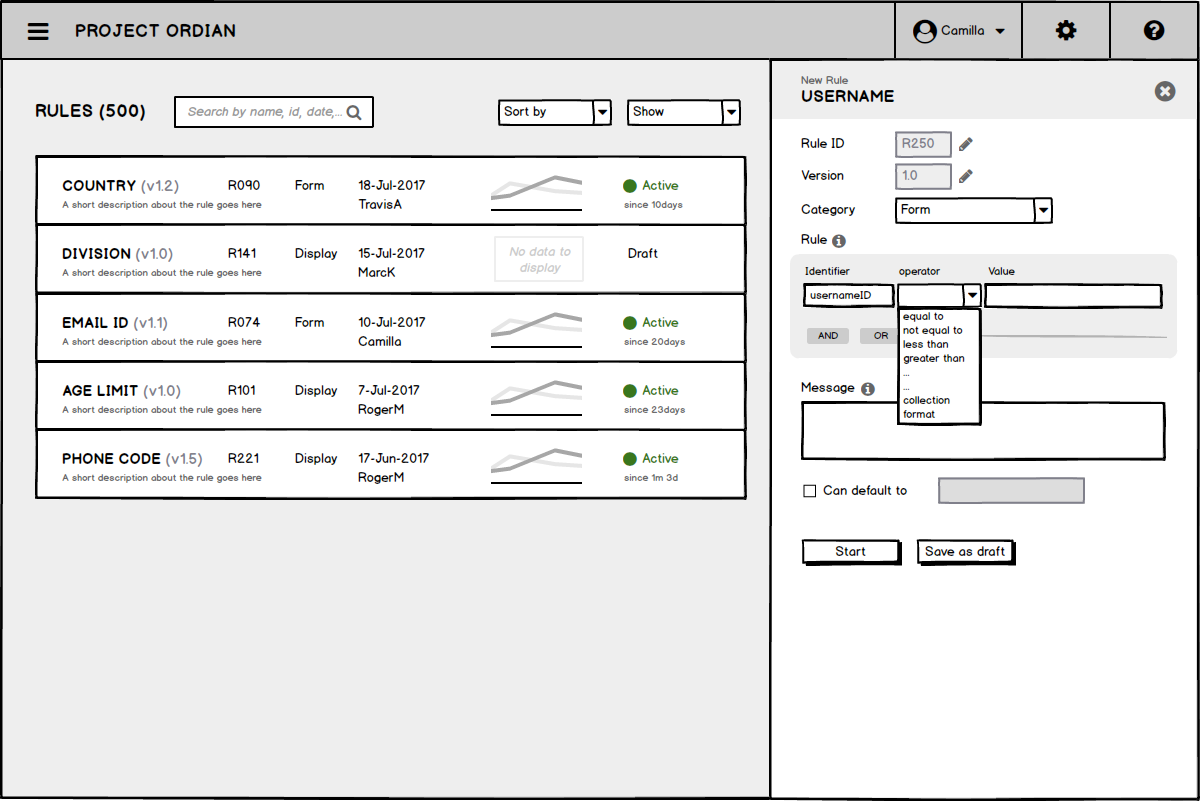 PROJECT ORDIAN
Camilla
RULES (500)
Search by name, id, date,...
Sort by
Show
COUNTRY (v1.2) R090 Form 18-Jul-2017 Active
A short description about the rule goes here TravisA since 10days
DIVISION (v1.0) R141 Display 15-Jul-2017 No data to display Draft
A short description about the rule goes here MarcK
EMAIL ID (v1.1) R074 Form 10-Jul-2017 Active
A short description about the rule goes here Camilla since 20days
AGE LIMIT (v1.0) R101 Display 7-Jul-2017 Active
A short description about the rule goes here RogerM since 23days
PHONE CODE (v1.5) R221 Display 17-Jun-2017 Active
A short description about the rule goes here RogerM since 1m 3d
New Rule
USERNAME
Rule ID R250
Version 1.0
Category Form
Rule
Identifier operator Value
usernameID
equal to
not equal to
less than
greater than
...
...
collection
format
AND OR
Message
Can default to
Start Save as draft